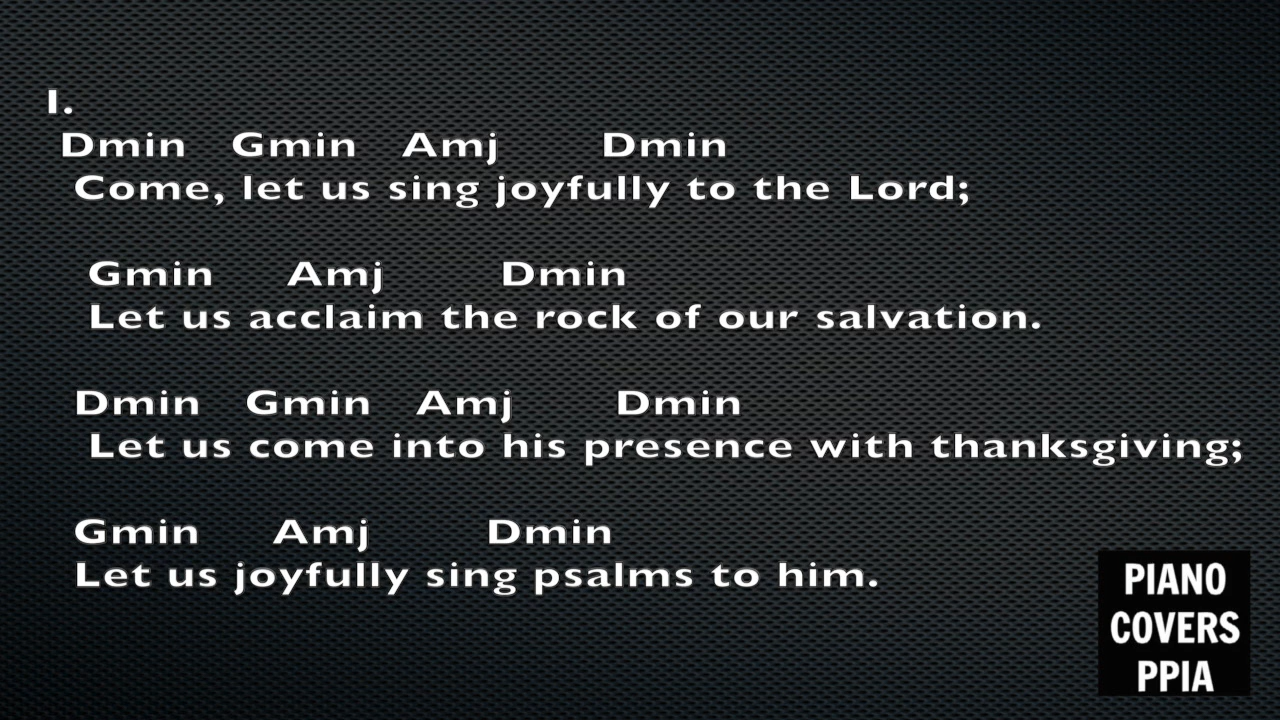 I.
Dmin Gmin Amj Dmin
Come, let us sing joyfully to the Lord;
Gmin Amj Dmin
Let us acclaim the rock of our salvation.
Dmin Gmin Amj Dmin
Let us come into his presence with thanksgiving;
Gmin Amj Dmin
Let us joyfully sing psalms to him.
PIANO
COVERS
PPIA